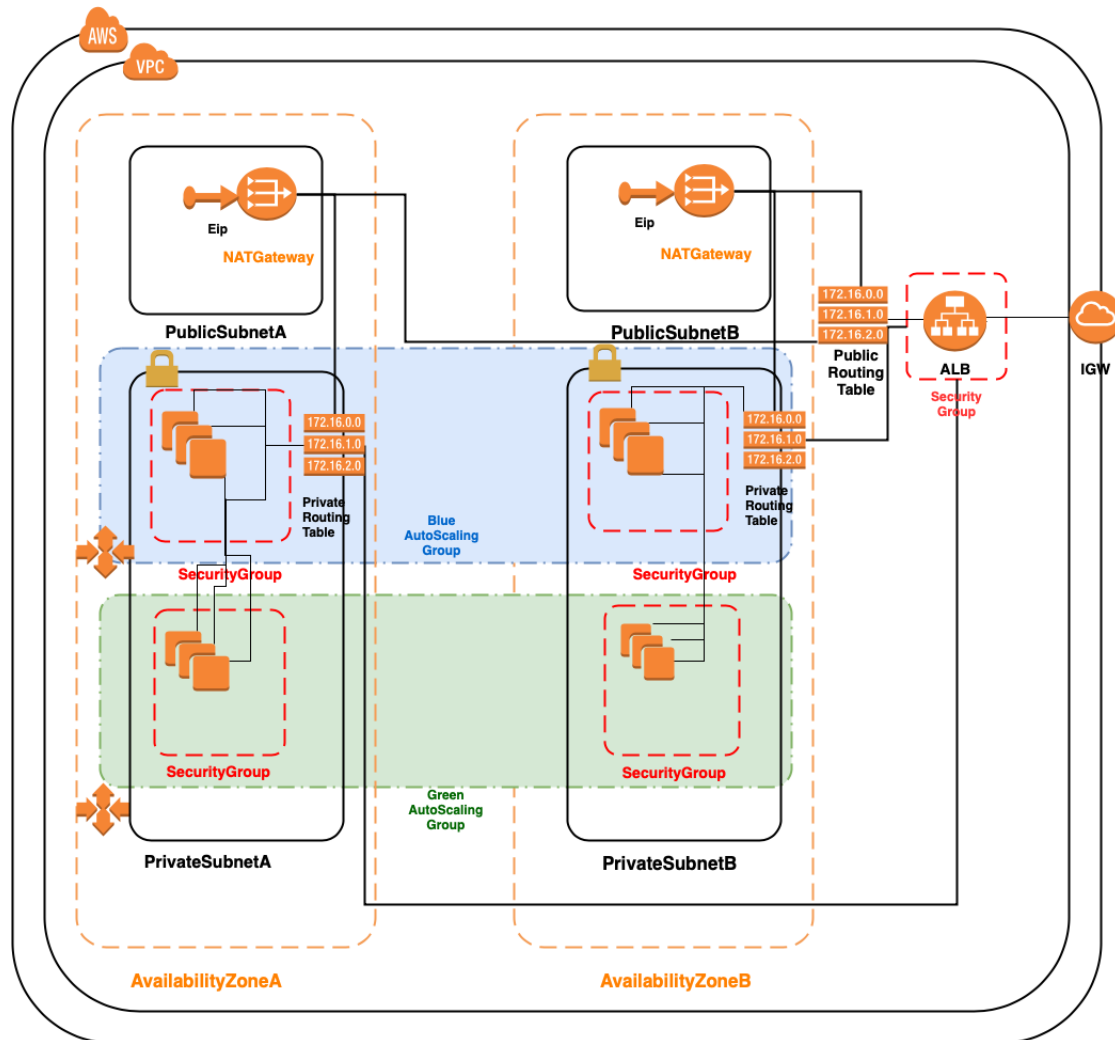 AWS
VPC
Eip
NATGateway
PublicSubnetA
Eip
NATGateway
PublicSubnetB
172.16.0.0
172.16.1.0
172.16.2.0
Public
Routing
Table
ALB
Security
Group
IGW
172.16.0.0
172.16.1.0
172.16.2.0
Private
Routing
Table
SecurityGroup
Blue
AutoScaling
Group
172.16.0.0
172.16.1.0
172.16.2.0
Private
Routing
Table
SecurityGroup
SecurityGroup
Green
AutoScaling
Group
SecurityGroup
PrivateSubnetA
PrivateSubnetB
AvailabilityZoneA
AvailabilityZoneB